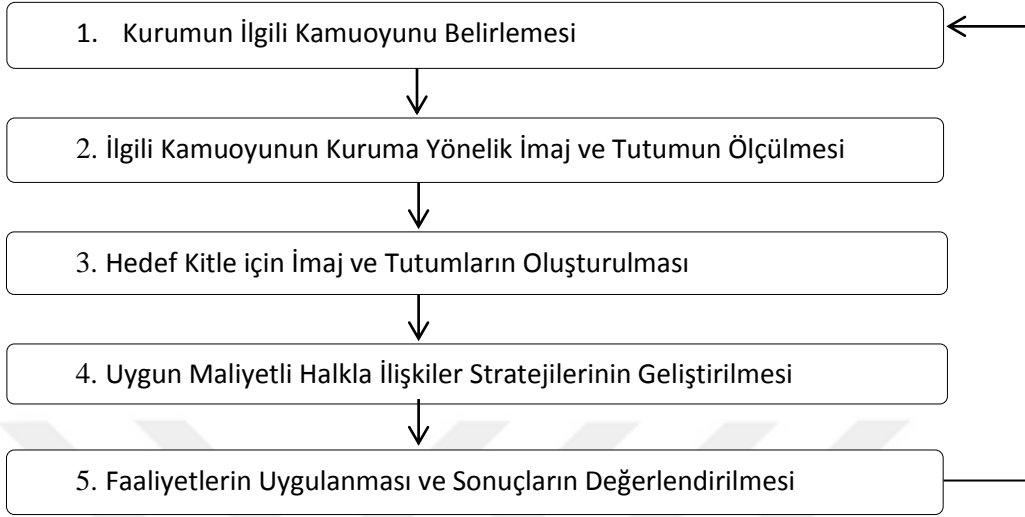 1. Kurumun İlgili Kamuoyunu Belirlemesi
2. İlgili Kamuoyunun Kuruma Yönelik İmaj ve Tutumun Ölçülmesi
3. Hedef Kitle için İmaj ve Tutumların Oluşturulması
4. Uygun Maliyetli Halkla İlişkiler Stratejilerinin Geliştirilmesi
5. Faaliyetlerin Uygulanması ve Sonuçların Değerlendirilmesi